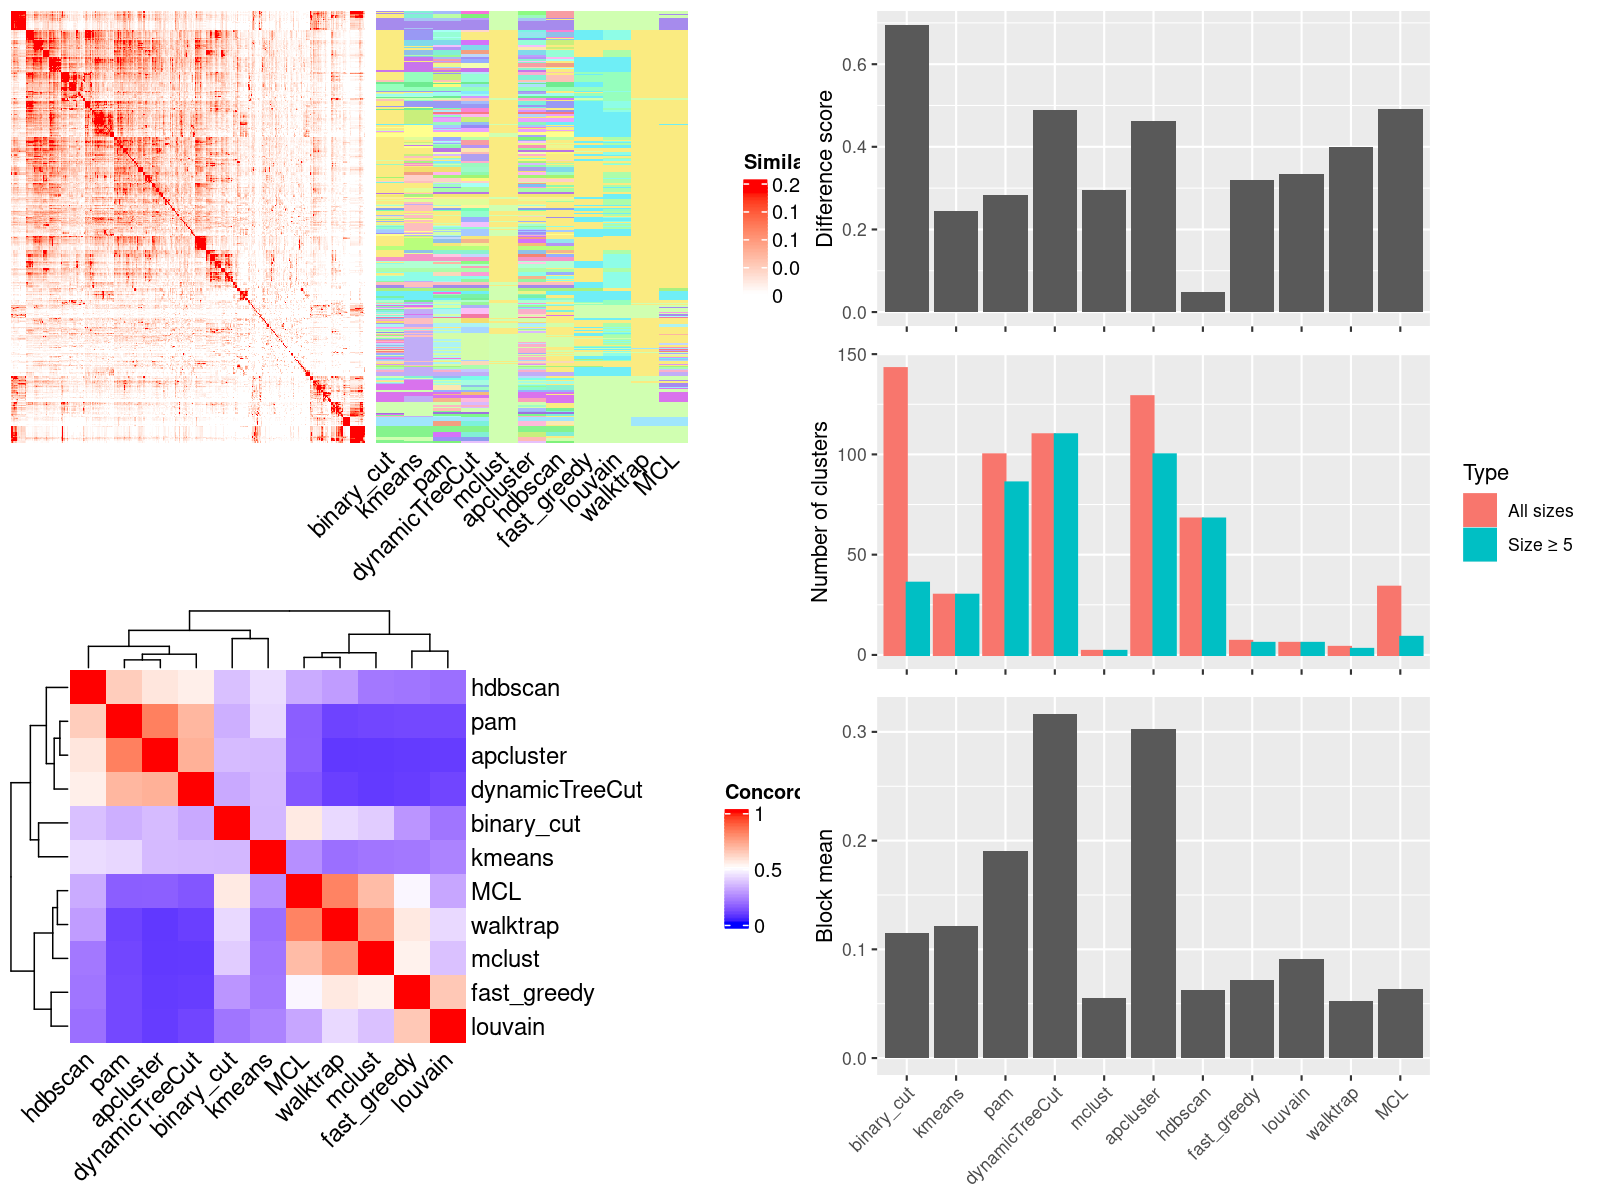 Simila
0.2
0.1
0.1
0.0
0
binary_cut
kmeans
pam
dynamicTreeCut
mclust
apcluster
hdbscan
fast_greedy
louvain
walktrap
MCL
hdbscan
pam
apcluster
dynamicTreeCut
binary_cut
kmeans
MCL
walktrap
mclust
fast_greedy
louvain
hdbscan
pam
apcluster
dynamicTreeCut
binary_cut
kmeans
MCL
walktrap
mclust
fast_greedy
louvain
Concord
1
0.5
0
Difference score
0.6
0.4
0.2
0.0
Number of clusters
150
100
50
0
Type
All sizes
Size ≥ 5
Block mean
0.3
0.2
0.1
0.0
binary_cut
kmeans
pam
dynamicTreeCut
mclust
apcluster
hdbscan
fast_greedy
louvain
walktrap
MCL